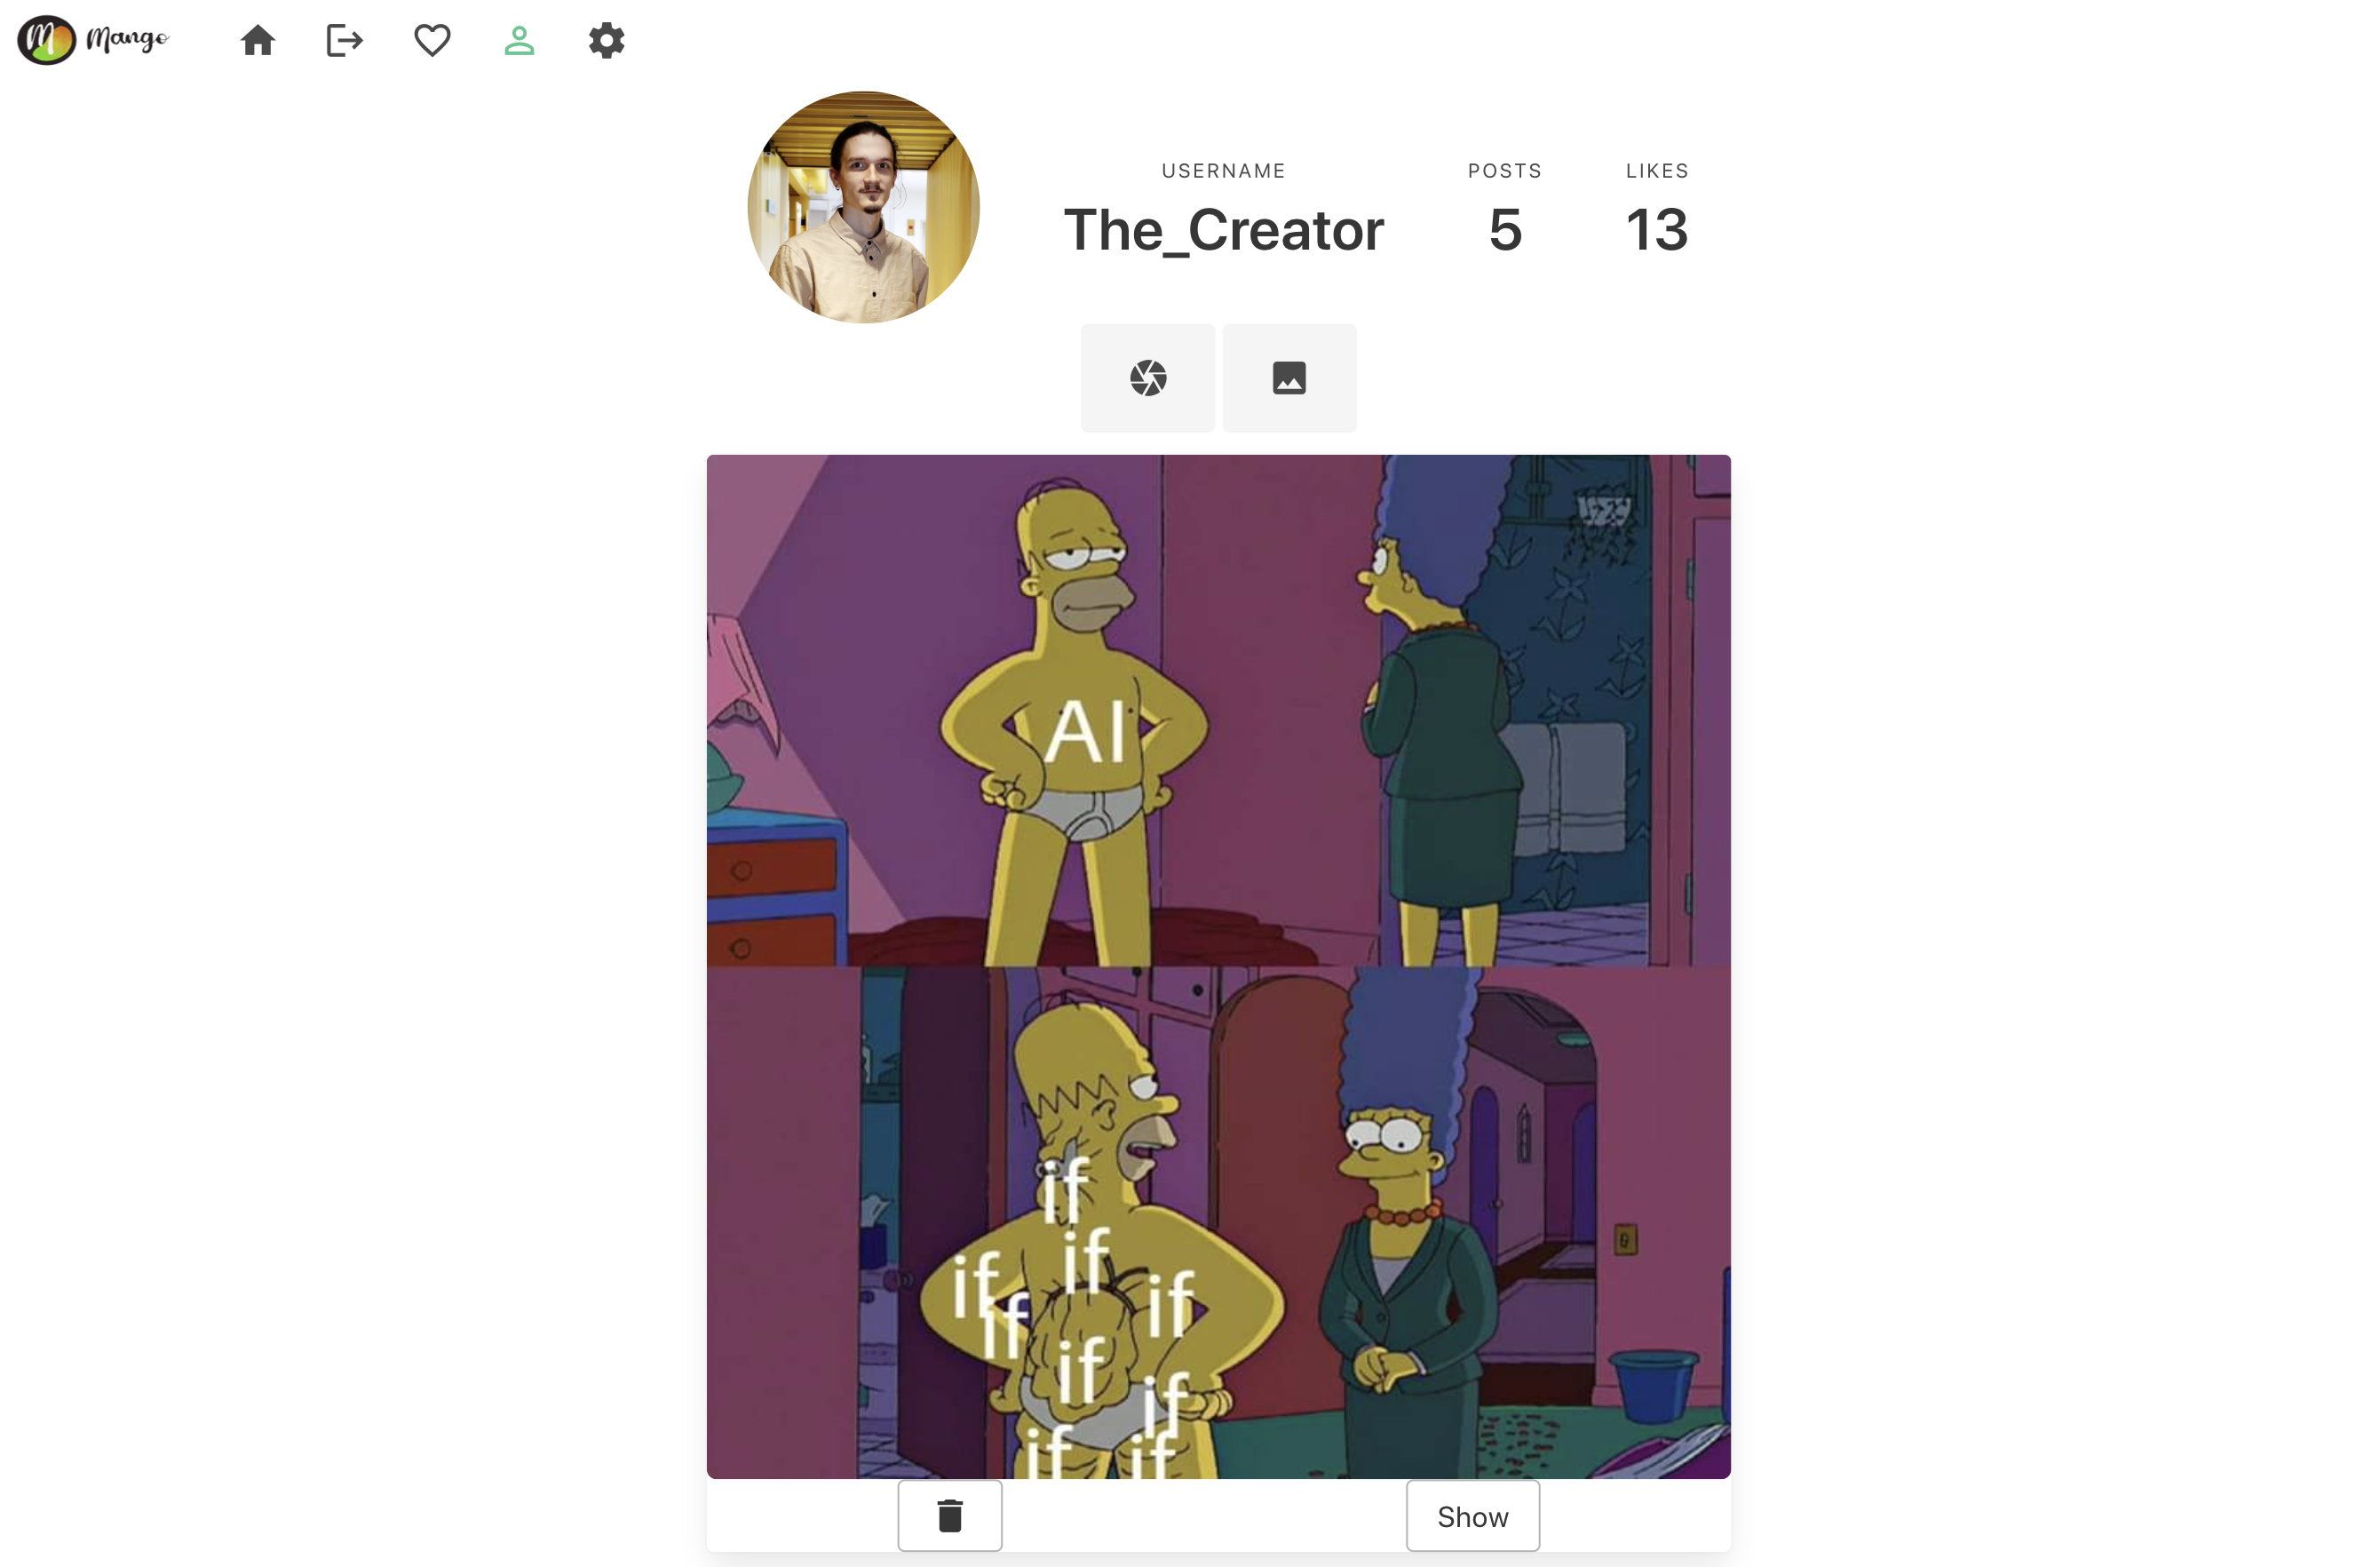 Mango
USERNAME
The_Creator
POSTS
5
LIKES
13
AI
if
if
if
if
if
if
if
if
if
Show